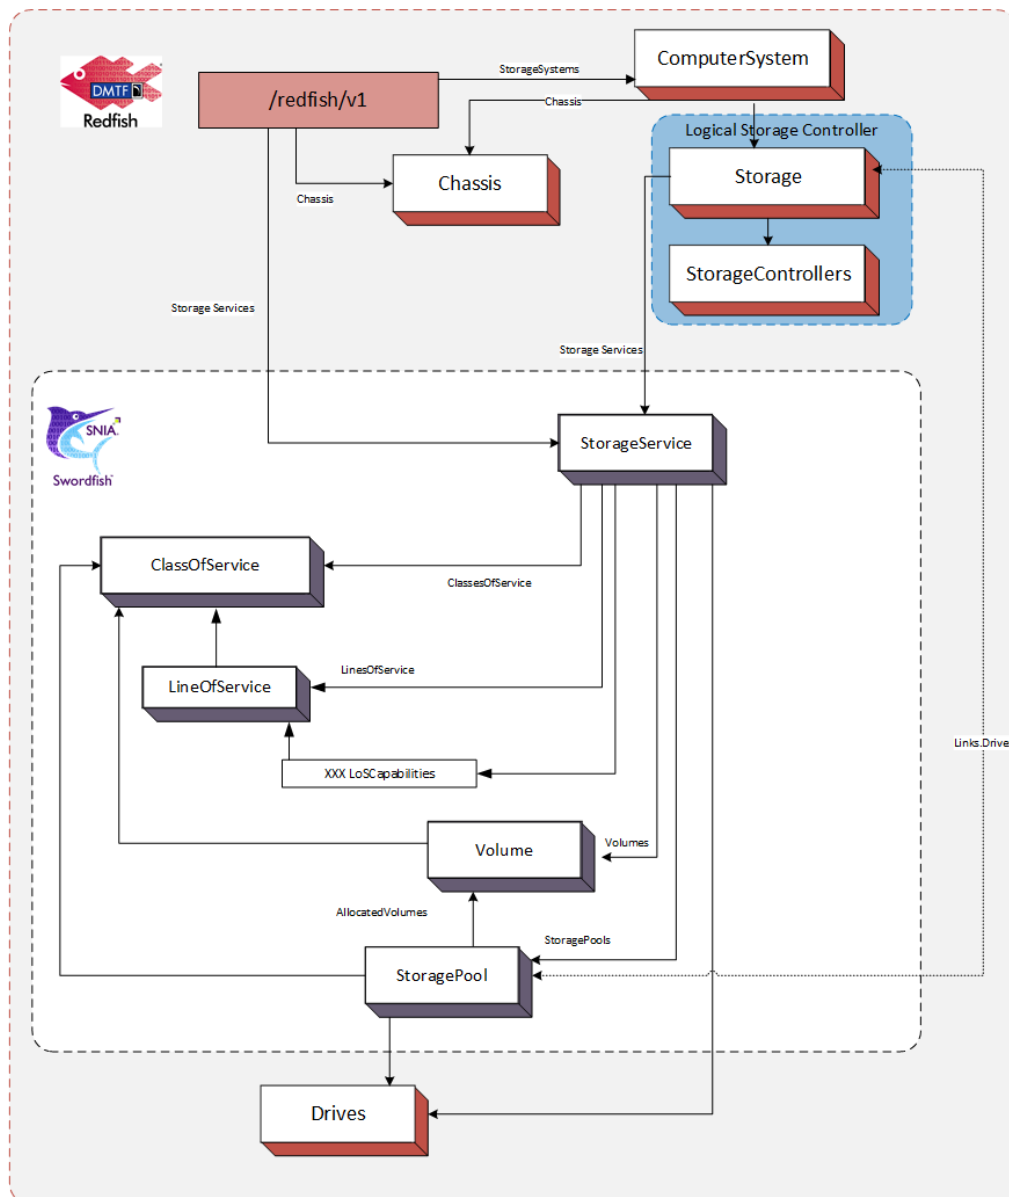 ComputerSystem
StorageSystems
DMTF
Redfish
/redfish/v1
Chassis
Logical Storage Controller
Storage
Chassis
Chassis
StorageControllers
Storage Services
Storage Services
SNIA
Swordfish™
StorageService
ClassOfService
ClassesOfService
LinesOfService
LineOfService
Links.Drive
XXX LoSCapabilities
Volume
Volumes
AllocatedVolumes
StoragePools
StoragePool
Drives